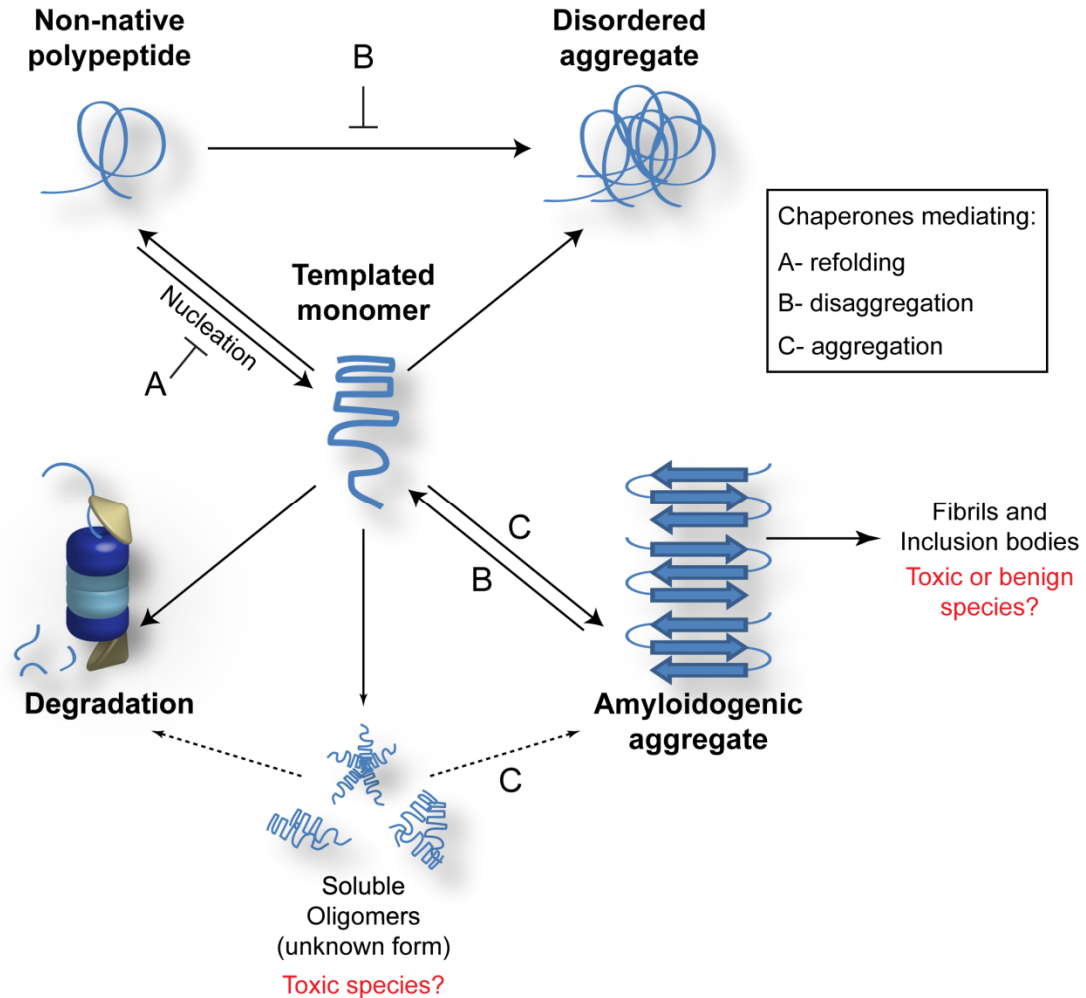 Non-native
polypeptide
Disordered
aggregate
B
Chaperones mediating:
A- refolding
B- disaggregation
C- aggregation
Templated
monomer
Nucleation
A
C
B
Fibrils and
Inclusion bodies
Toxic or benign
species?
Degradation
Amyloidogenic
aggregate
C
Soluble
Oligomers
(unknown form)
Toxic species?